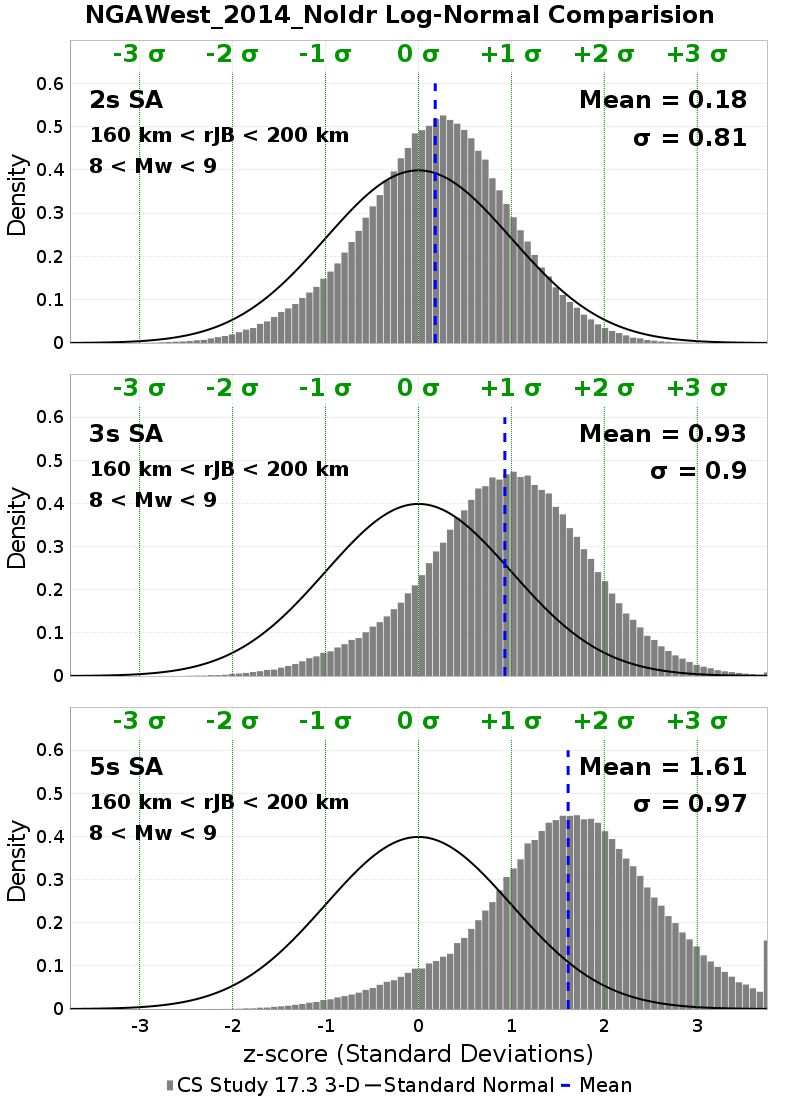 NGAWest_2014_NoIdr Log-Normal Comparision
-3 σ -2 σ -1 σ 0 σ +1 σ +2 σ +3 σ
0.6
2s SA Mean = 0.18
0.5
160 km < rJB < 200 km σ = 0.81
8 < Mw < 9
0.4
0.3
0.2
0.1
0
Density
-3 σ -2 σ -1 σ 0 σ +1 σ +2 σ +3 σ
0.6
3s SA Mean = 0.93
0.5
160 km < rJB < 200 km σ = 0.9
8 < Mw < 9
0.4
0.3
0.2
0.1
0
Density
-3 σ -2 σ -1 σ 0 σ +1 σ +2 σ +3 σ
0.6
5s SA Mean = 1.61
0.5
160 km < rJB < 200 km σ = 0.97
8 < Mw < 9
0.4
0.3
0.2
0.1
0
Density
-3 -2 -1 0 1 2 3
z-score (Standard Deviations)
CS Study 17.3 3-D Standard Normal Mean